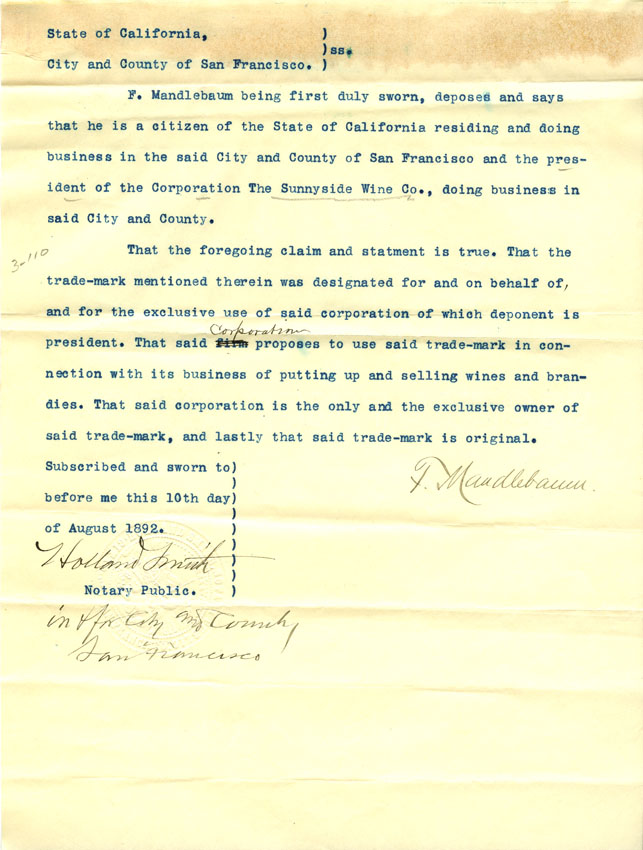 State of California, )
)ss.
City and County of San Francisco. )
F. Mandlebaum being first duly sworn, deposes and says
that he is a citizen of the State of California residing and doing
business in the said City and County of San Francisco and the pres-
ident of the Corporation The Sunnyside Wine Co., doing business in
said City and County.
3-110
That the foregoing claim and statment is true. That the
trade-mark mentioned therein was designated for and on behalf of,
and for the exclusive use of said corporation of which deponent is
Corporation
president. That said firm proposes to use said trade-mark in con-
nection with its business of putting up and selling wines and bran-
dies. That said corporation is the only and the exclusive owner of
said trade-mark, and lastly that said trade-mark is original.
Subscribed and sworn to)
F. Mandlebaum.
)
before me this 10th day)
)
of August 1892. )
)
Holland Smith )
Notary Public. )
in & for City and County
San Francisco